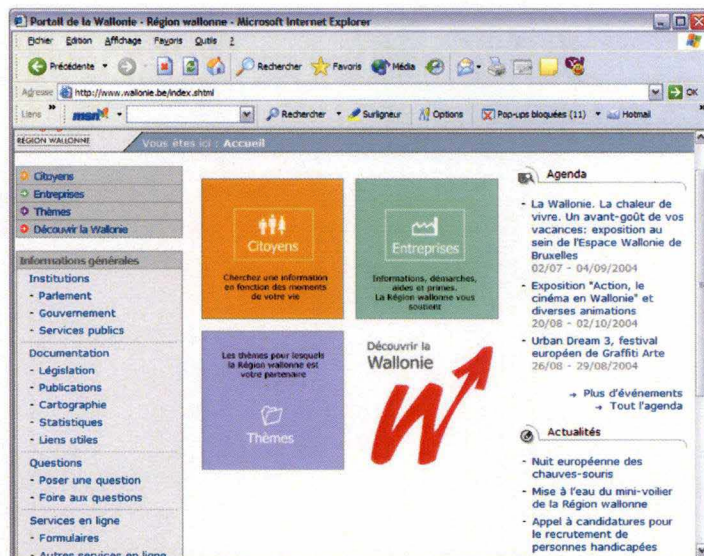 Portail de la Wallonie - Région wallonne - Microsoft Internet Explorer
Fichier Edition Affichage Favoris Outils ?
Précédente Rechercher Favoris Média
Adresse http://www.wallonie.be/index.shtml OK
Liens » msn Rechercher Surligneur Options Pop-ups bloquées (11) Hotmail »
REGION WALLONNE
Vous êtes ici : Accueil
Citoyens
Entreprises
Thèmes
Découvrir la Wallonie
Informations générales
Institutions
- Parlement
- Gouvernement
- Services publics
Documentation
- Législation
- Publications
- Cartographie
- Statistiques
- Liens utiles
Questions
- Poser une question
- Foire aux questions
Services en ligne
- Formulaires
- Autres services en ligne
Citoyens
Cherchez une information
en fonction des moments
de votre vie
Entreprises
Informations, démarches,
aides et primes.
La Région wallonne vous
soutient
Les thèmes pour lesquels
la Région wallonne est
votre partenaire
Thèmes
Découvrir la
Wallonie
W
Agenda
- La Wallonie. La chaleur de
vivre. Un avant-goût de vos
vacances: exposition au
sein de l'Espace Wallonie de
Bruxelles
02/07 - 04/09/2004
- Exposition "Action, le
cinéma en Wallonie" et
diverses animations
20/08 - 02/10/2004
- Urban Dream 3, festival
européen de Graffiti Arte
26/08 - 29/08/2004
→ Plus d'événements
→ Tout l'agenda
Actualités
- Nuit européenne des
chauves-souris
- Mise à l'eau du mini-voilier
de la Région wallonne
- Appel à candidatures pour
le recrutement de
personnes handicapées